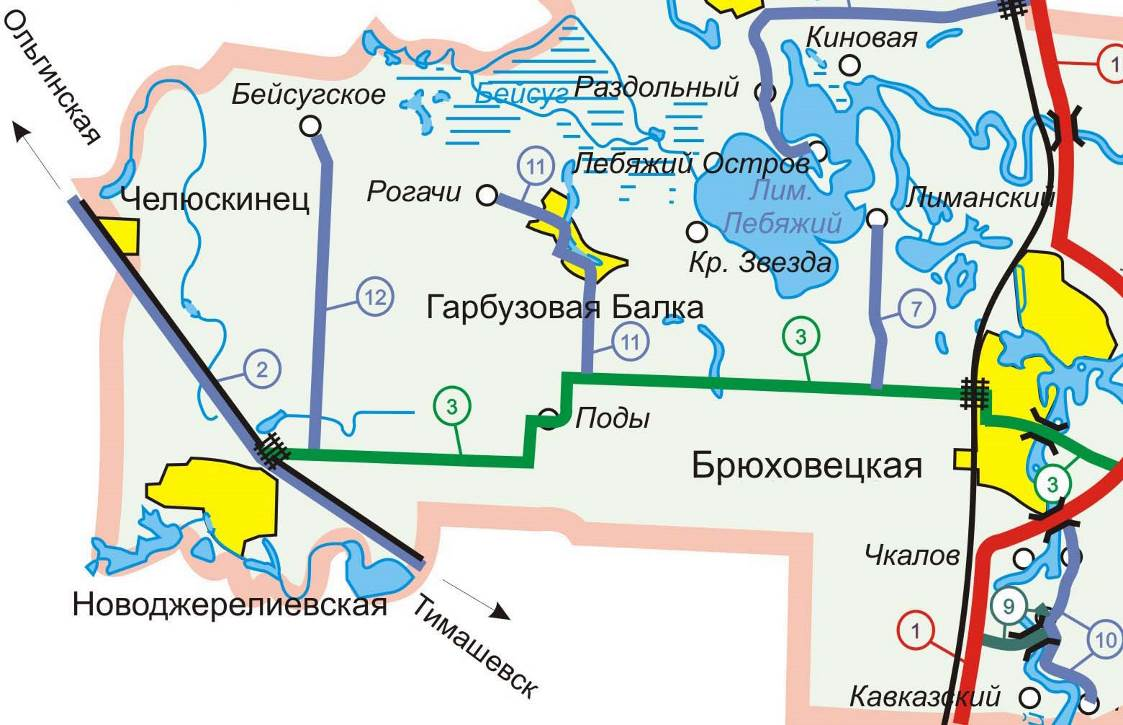 Ольгинская
Киновая
1
Бейсугское
Бейсуг
Раздольный
11
Лебяжий Остров
Челюскинец
Рогачи
Лим.
Лебяжий
Лиманский
Кр. Звезда
12
Гарбузовая Балка
7
11
3
2
3
Поды
Брюховецкая
3
Чкалов
Новоджерелиевская
9
Тимашевск
1
10
Кавказский